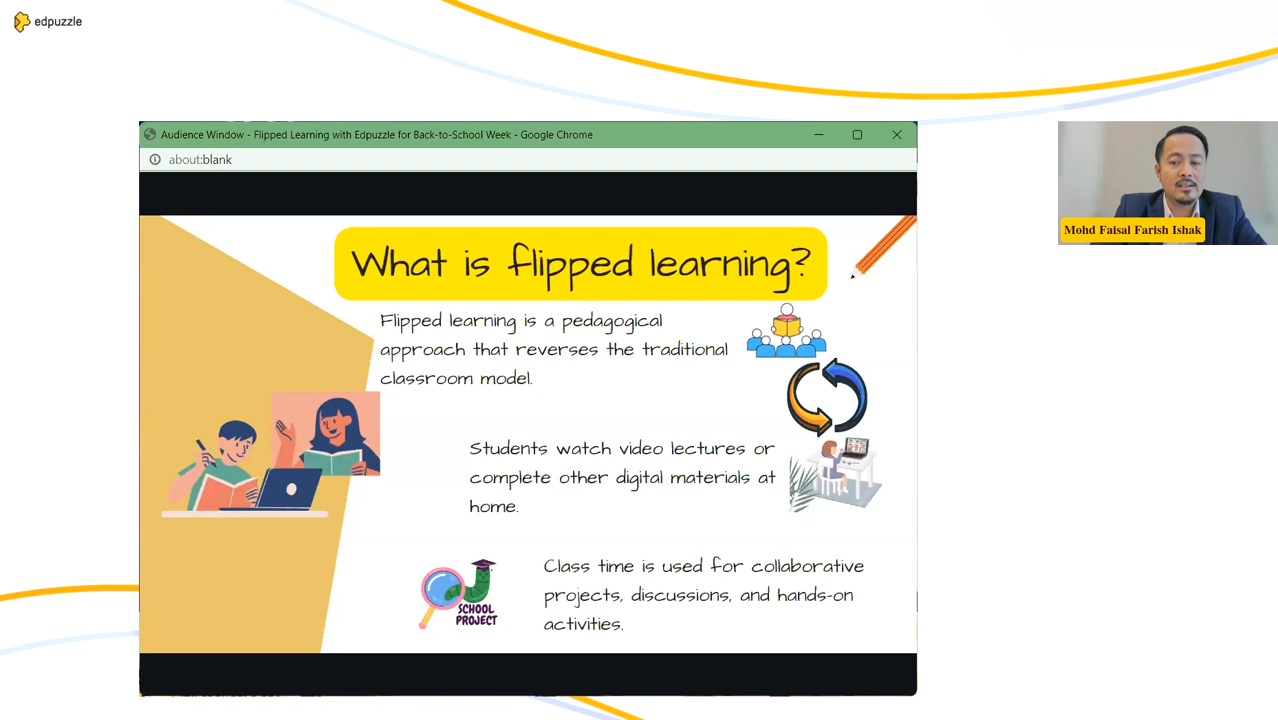 edpuzzle
Audience Window - Flipped Learning with Edpuzzle for Back-to-School Week - Google Chrome
about:blank
What is flipped learning?
Flipped learning is a pedagogical
approach that reverses the traditional
classroom model.
Students watch video lectures or
complete other digital materials at
home.
SCHOOL
PROJECT
Class time is used for collaborative
projects, discussions, and hands-on
activities.
Mohd Faisal Farish Ishak